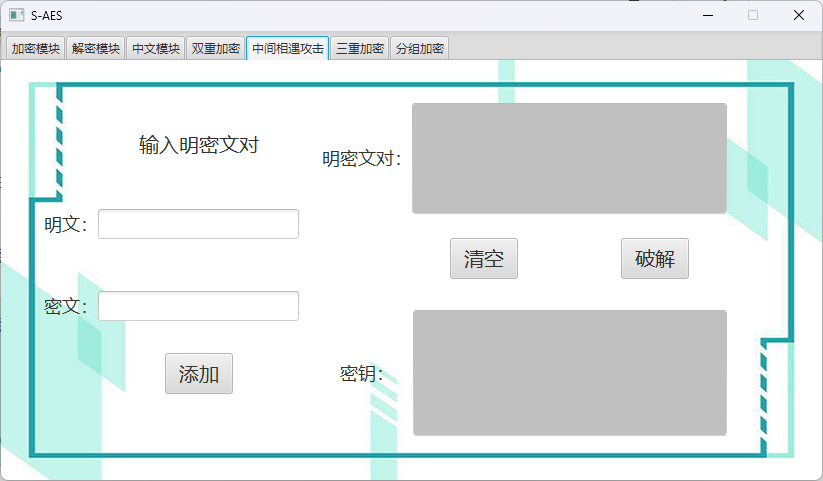 S-AES
加密模块 解密模块 中文模块 双重加密 中间相遇攻击 三重加密 分组加密
输入明密文对
明密文对：
明文：
清空 破解
密文：
添加
密钥：